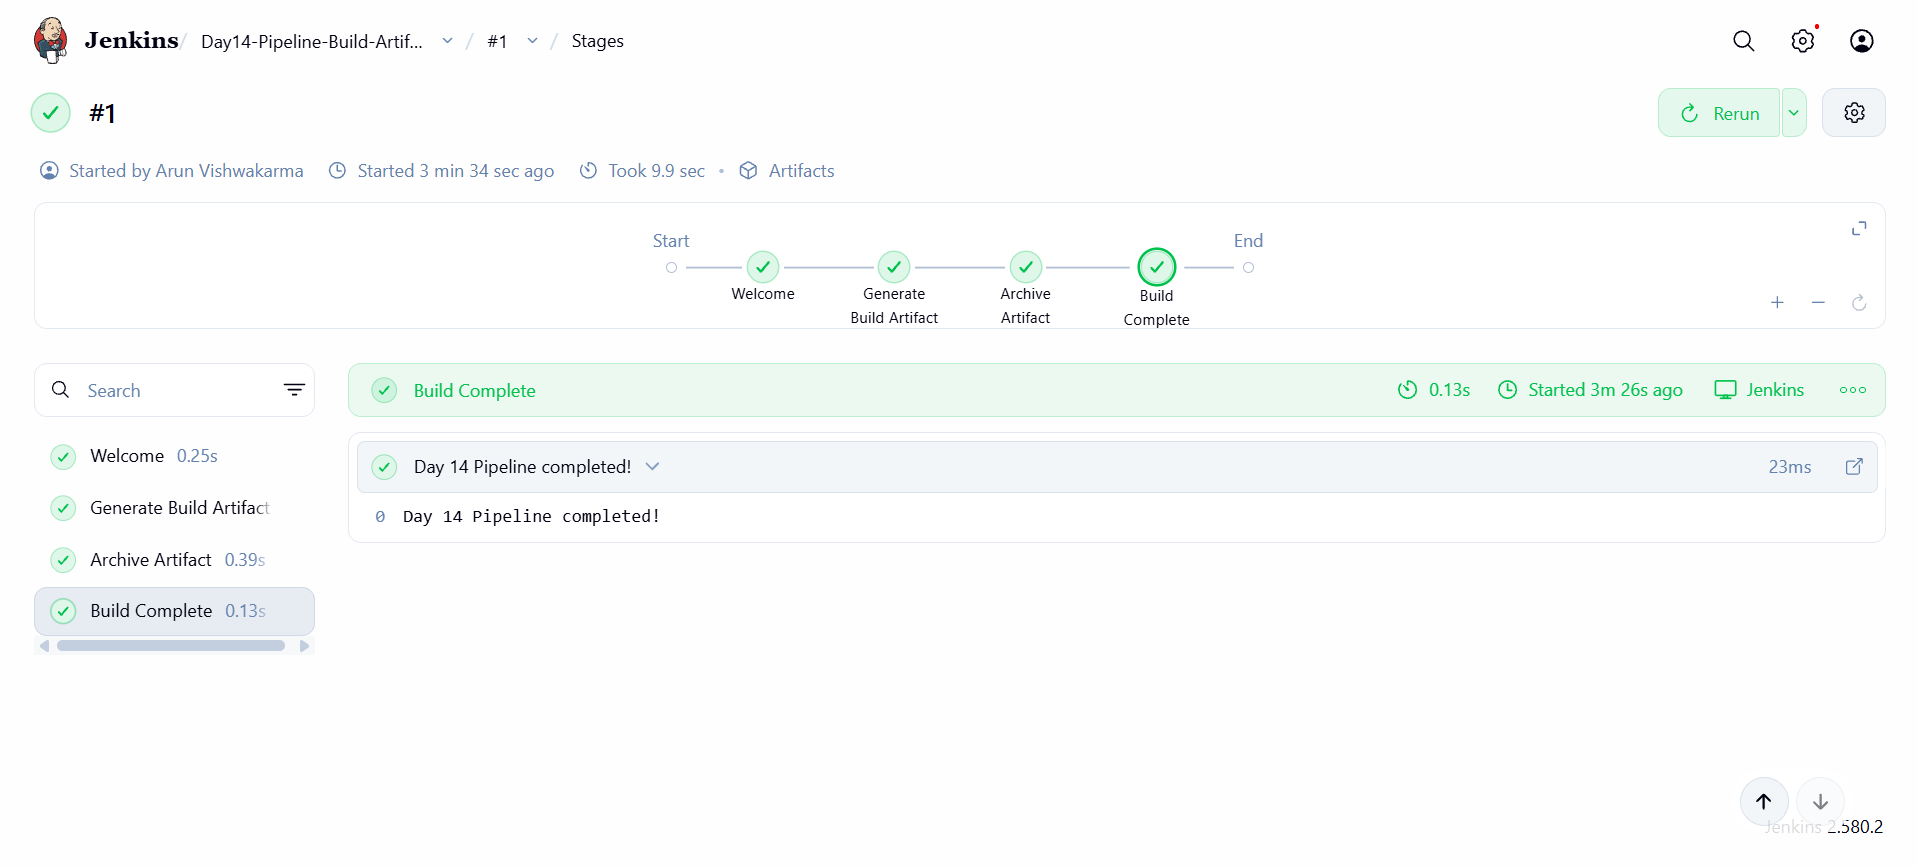 Jenkins / Day14-Pipeline-Build-Artif... / #1 / Stages
#1
Rerun
Started by Arun Vishwakarma Started 3 min 34 sec ago Took 9.9 sec • Artifacts
Start
End
Welcome
Generate
Build Artifact
Archive
Artifact
Build
Complete
Search
Welcome 0.25s
Generate Build Artifact
Archive Artifact 0.39s
Build Complete 0.13s
Build Complete 0.13s Started 3m 26s ago Jenkins
Day 14 Pipeline completed! 23ms
0 Day 14 Pipeline completed!
Jenkins 2.580.2